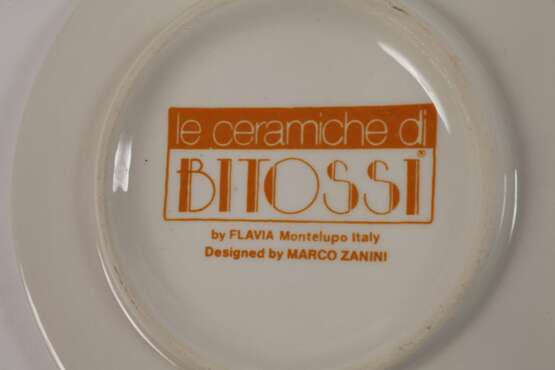 le ceramiche di
BITOSSI®
by FLAVIA Montelupo Italy
Designed by MARCO ZANINI